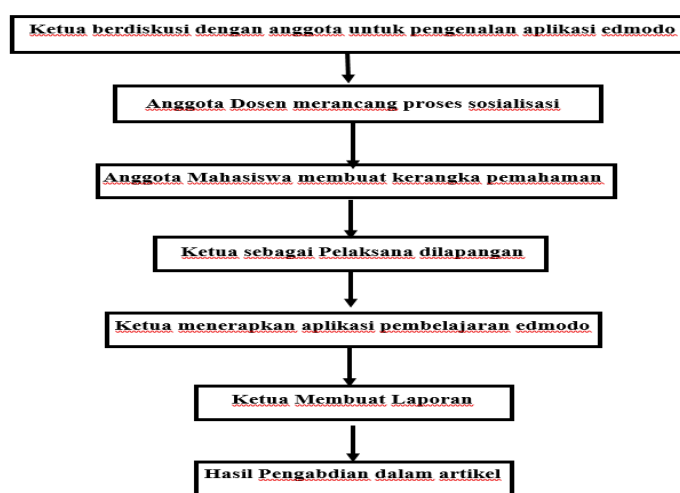 Ketua berdiskusi dengan anggota untuk pengenalan aplikasi edmodo
Anggota Dosen merancang proses sosialisasi
Anggota Mahasiswa membuat kerangka pemahaman
Ketua sebagai Pelaksana dilapangan
Ketua menerapkan aplikasi pembelajaran edmodo
Ketua Membuat Laporan
Hasil Pengabdian dalam artikel